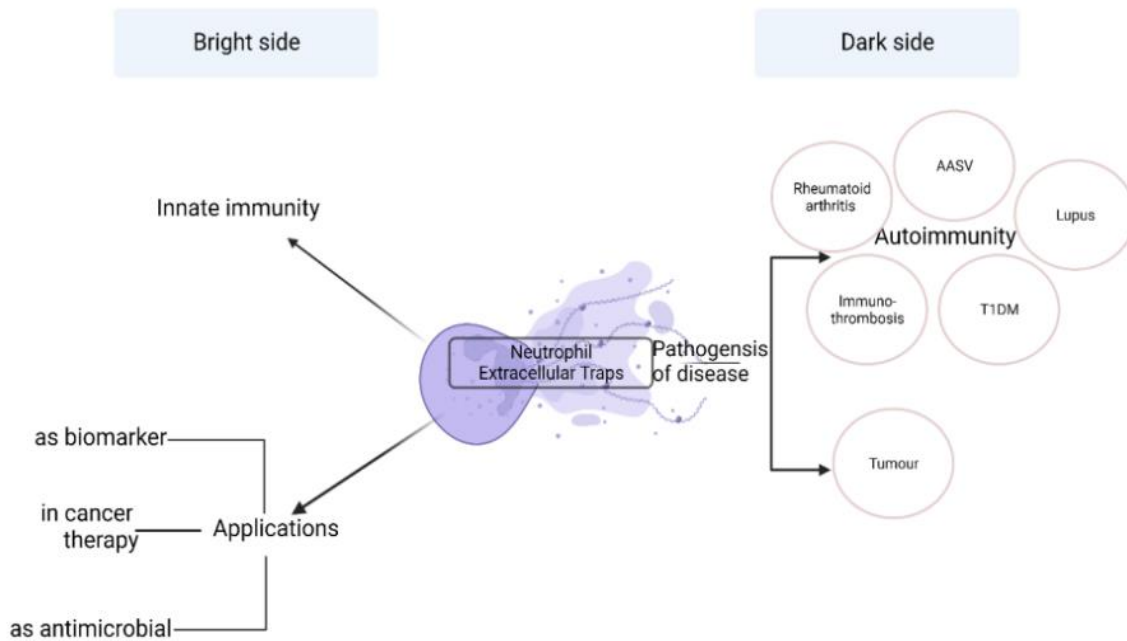 Bright side
Dark side
Innate immunity
as biomarker
in cancer
therapy
Applications
as antimicrobial
Neutrophil
Extracellular Traps
Pathogensis
of disease
Rheumatoid
arthritis
AASV
Lupus
Autoimmunity
Immuno-
thrombosis
T1DM
Tumour